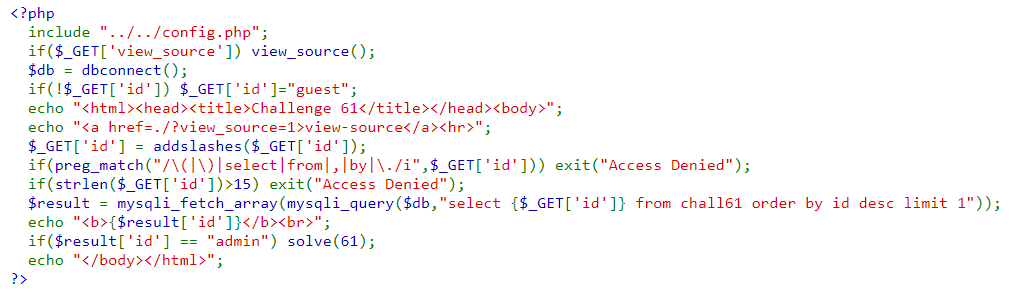 <?php
  include "../../config.php";
  if($_GET['view_source']) view_source();
  $db = dbconnect();
  if(!$_GET['id']) $_GET['id']="guest";
  echo "<html><head><title>Challenge 61</title></head><body>";
  echo "<a href=./?view_source=1>view-source</a><hr>";
  $_GET['id'] = addslashes($_GET['id']);
  if(preg_match("/\(|\)|select|from|,|by|\./i",$_GET['id'])) exit("Access Denied");
  if(strlen($_GET['id'])>15) exit("Access Denied");
  $result = mysqli_fetch_array(mysqli_query($db,"select {$_GET['id']} from chall61 order by id desc limit 1"));
  echo "<b>{$result['id']}</b><br>";
  if($result['id'] == "admin") solve(61);
  echo "</body></html>";
?>